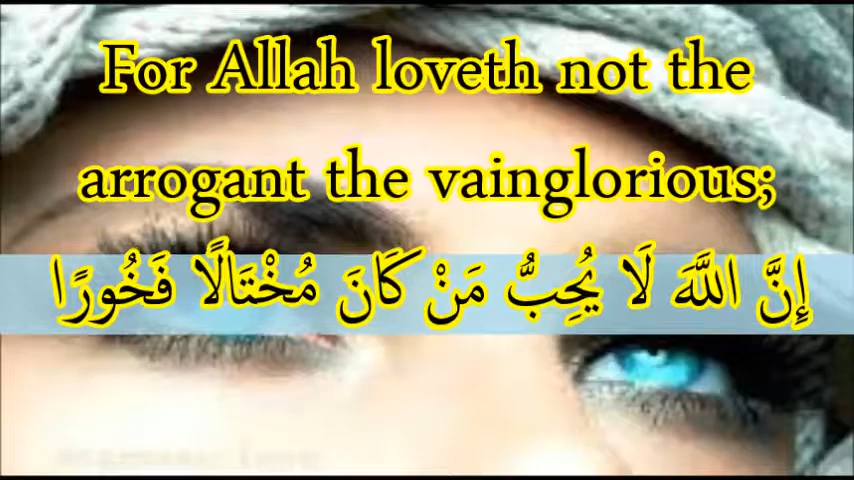 For Allah loveth not the
arrogant the vainglorious;
إِنَّ اللَّهَ لَا يُحِبُّ مَنْ كَانَ مُخْتَالًا فَخُورًا